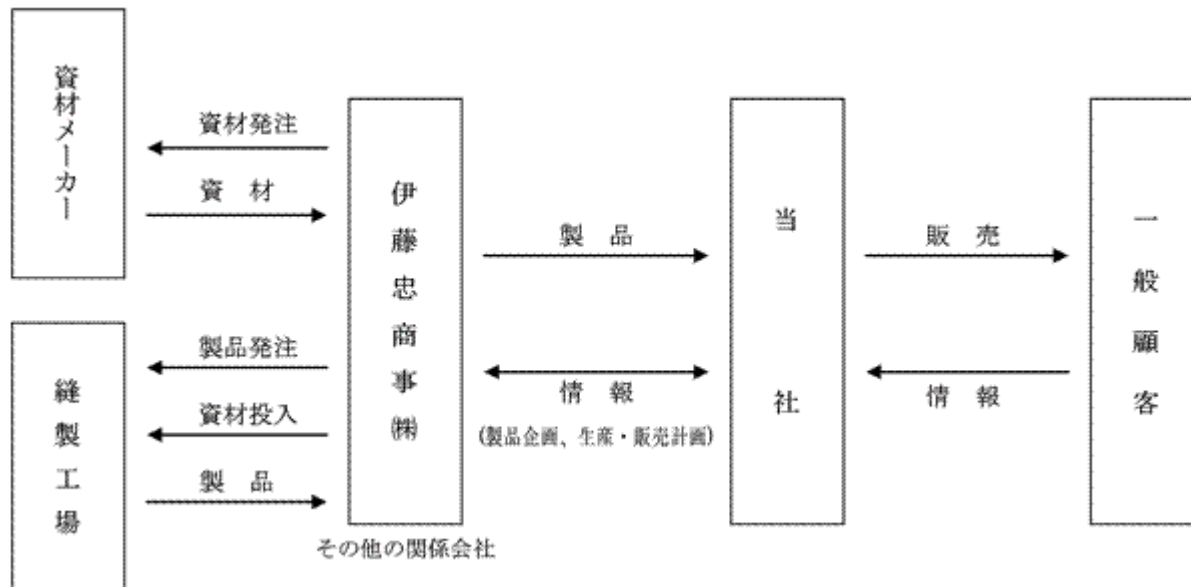 資材メーカー
資材発注
資　材
縫製工場
製品発注
資材投入
製　品
伊藤忠商事㈱
その他の関係会社
製　品
情　報
(製品企画、生産・販売計画)
当社
販　売
情　報
一般顧客